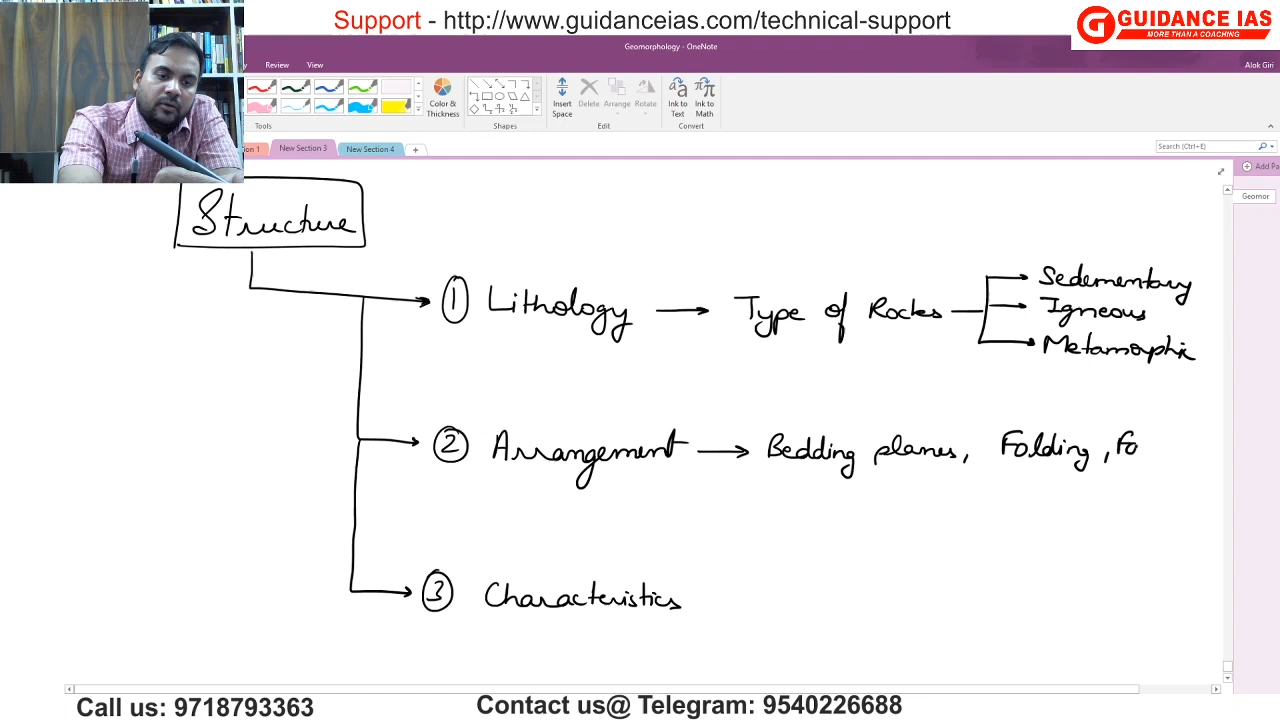 Support - http://www.guidanceias.com/technical-support
GUIDANCE IAS
MORE THAN A COACHING
Geomorphology - OneNote
Alok Giri
Review View
Color & Thickness
Insert Space
Delete
Arrange
Rotate
Ink to Text
Ink to Math
Tools
Shapes
Edit
Convert
New Section 3
New Section 4
Search (Ctrl+E)
Add Pa
Geomor
Structure
① Lithology → Type of Rocks
Sedementary
Igneous
Metamorphic
② Arrangement → Bedding planes, Folding, Fo
③ Characteristics
Call us: 9718793363
Contact us@ Telegram: 9540226688